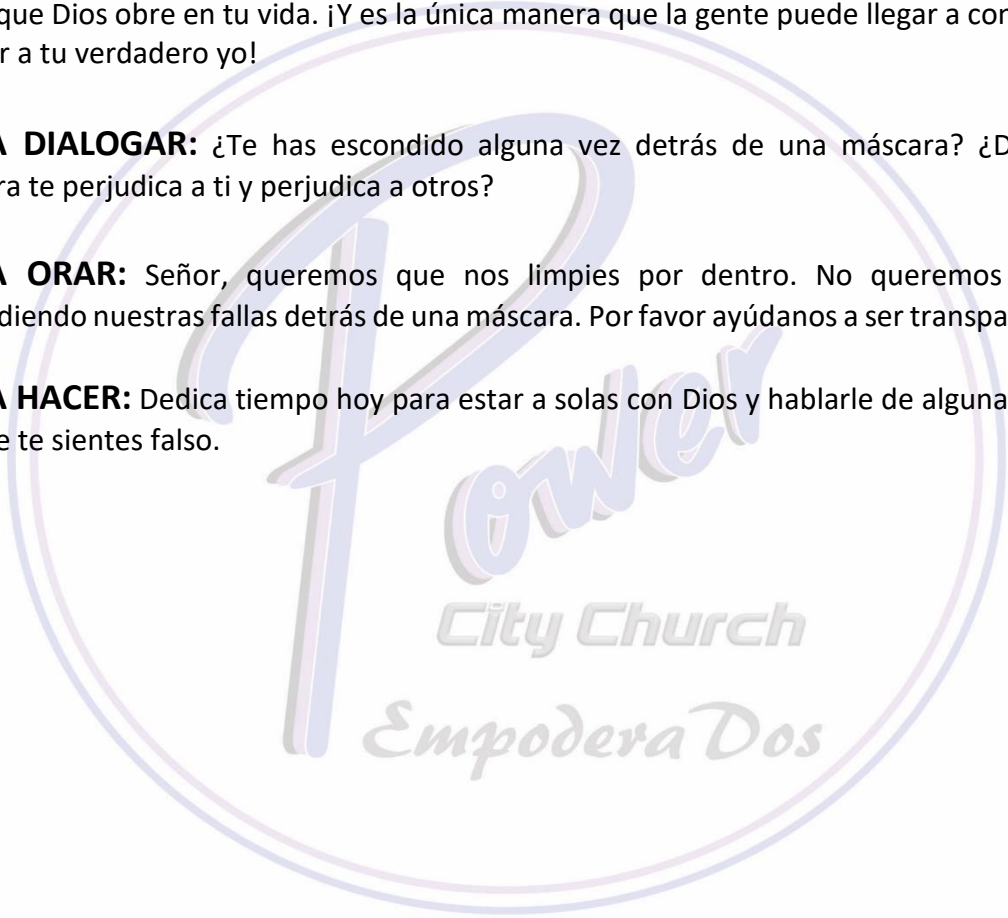 que Dios obre en tu vida. ¡Y es la única manera que la gente puede llegar a con
r a tu verdadero yo!
A DIALOGAR: ¿Te has escondido alguna vez detrás de una máscara? ¿D
ra te perjudica a ti y perjudica a otros?
A ORAR: Señor, queremos que nos limpies por dentro. No queremos
diendo nuestras fallas detrás de una máscara. Por favor ayúdanos a ser transpa
A HACER: Dedica tiempo hoy para estar a solas con Dios y hablarle de alguna
e te sientes falso.
Power
City Church
EmpoderaDos